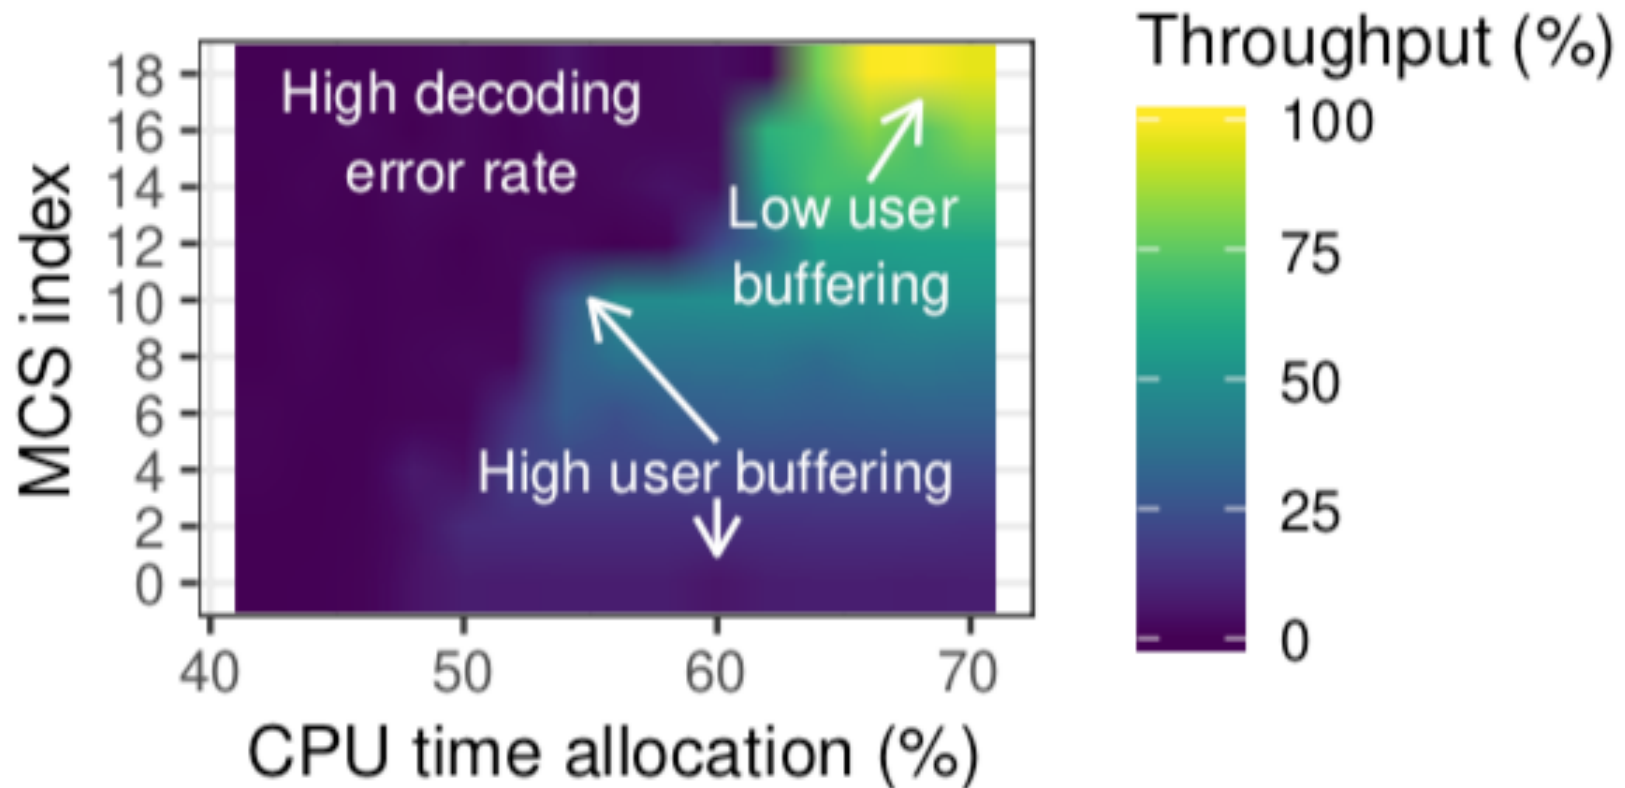 Throughput (%)
18
16
14
12
10
8
6
4
2
0
MCS index
High decoding
error rate
Low user
buffering
High user buffering
40
50
60
70
CPU time allocation (%)
100
75
50
25
0